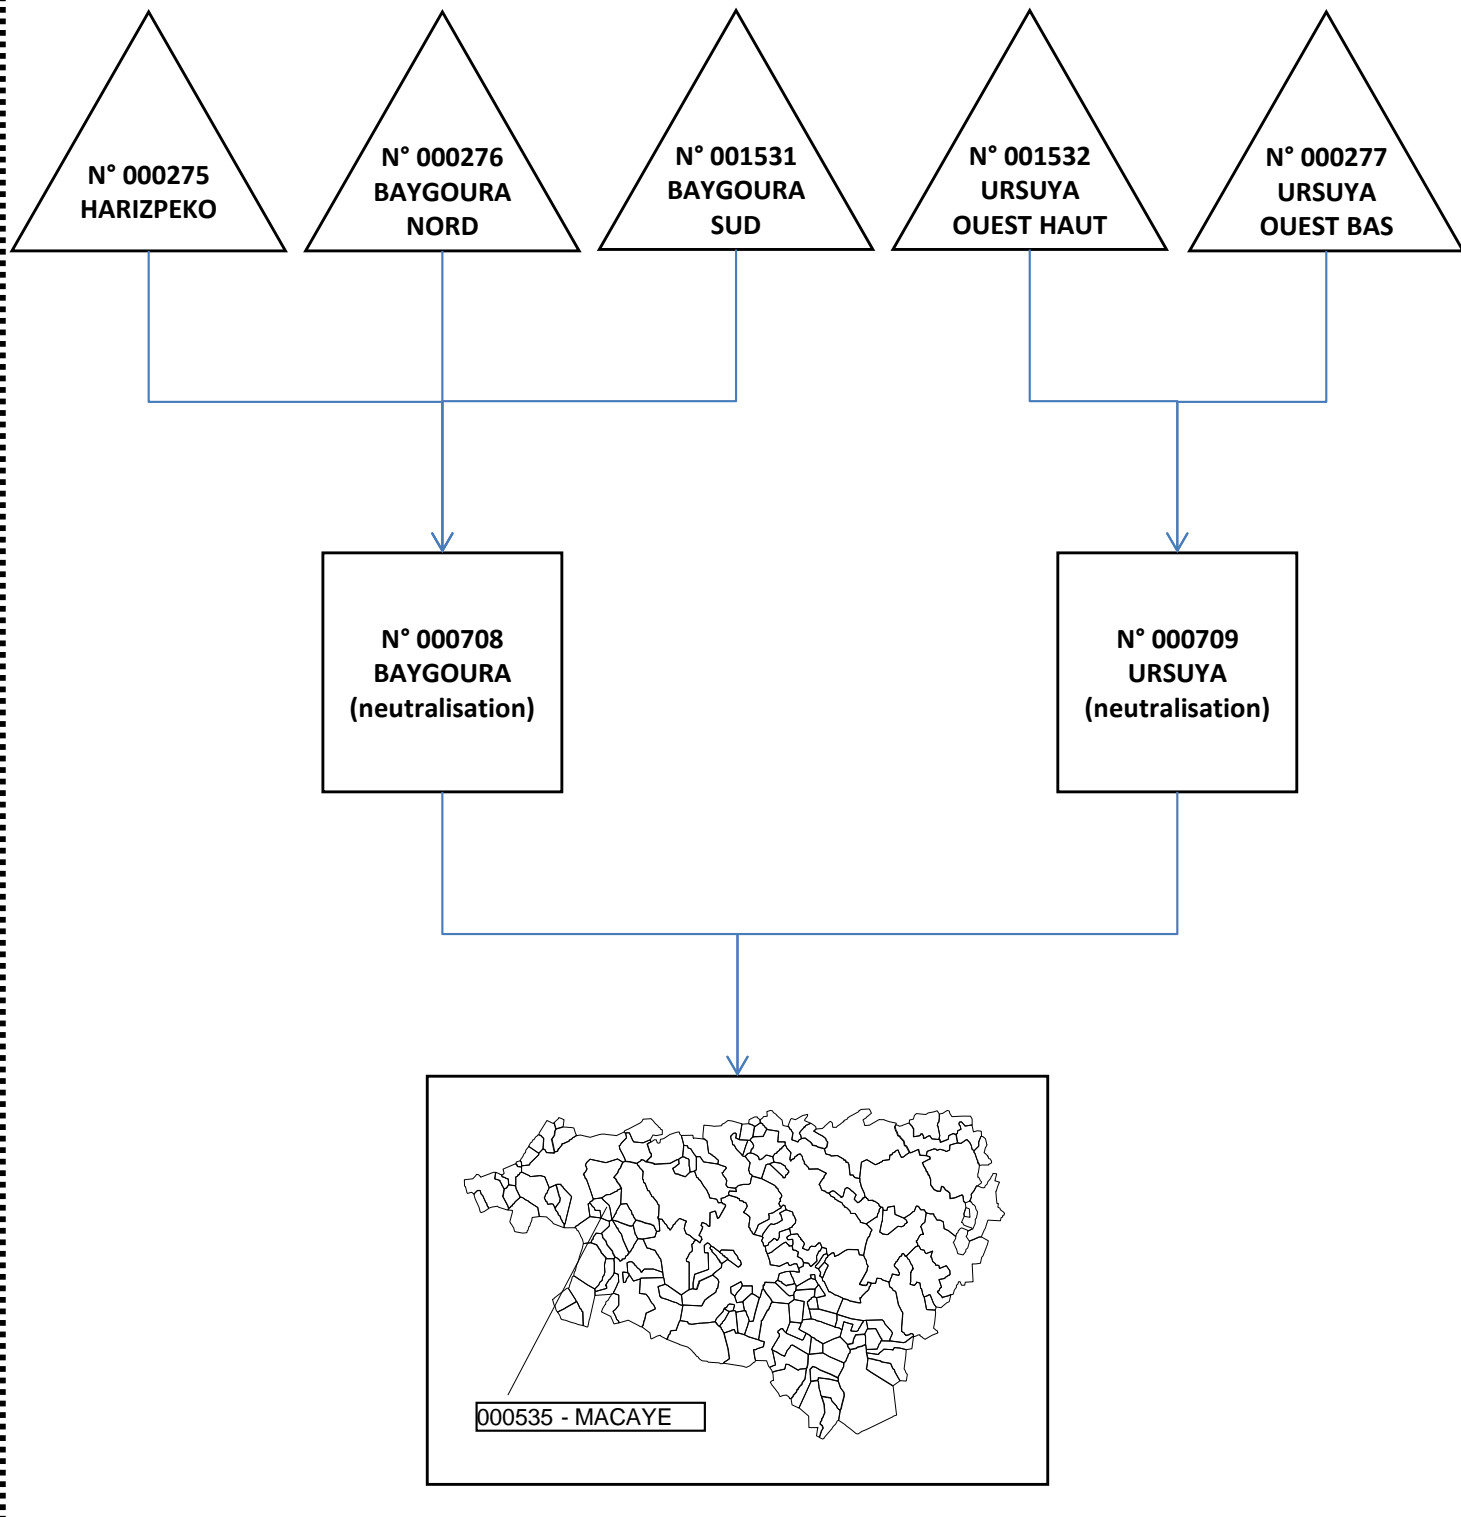 N° 000275
HARIZPEKO
N° 000276
BAYGOURA
NORD
N° 001531
BAYGOURA
SUD
N° 001532
URSUYA
OUEST HAUT
N° 000277
URSUYA
OUEST BAS
N° 000708
BAYGOURA
(neutralisation)
N° 000709
URSUYA
(neutralisation)
000535 - MACAYE